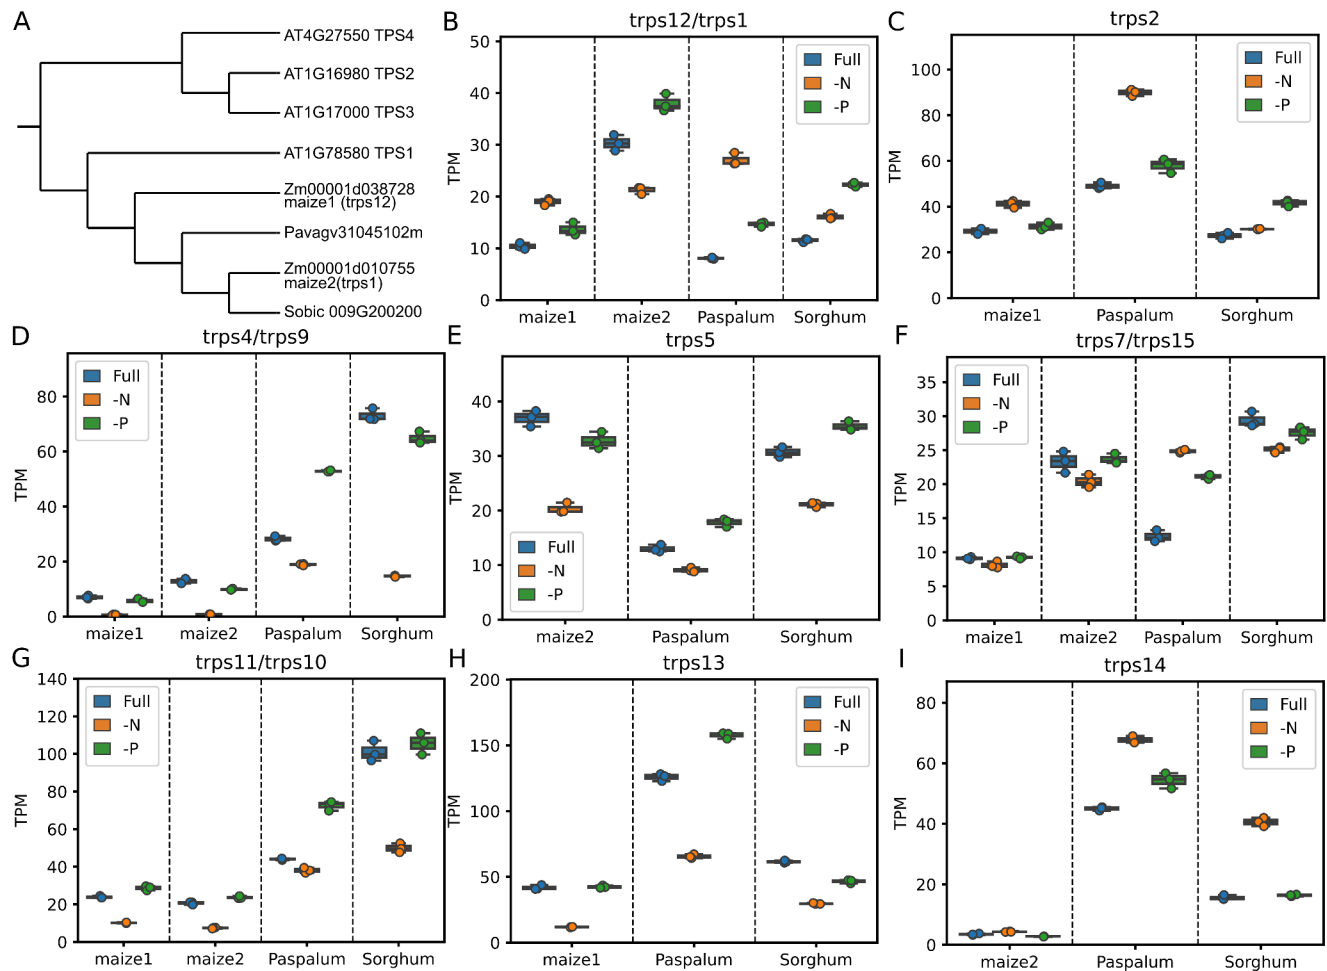 A
AT4G27550 TPS4
AT1G16980 TPS2
AT1G17000 TPS3
AT1G78580 TPS1
Zm00001d038728
maize1 (trps12)
Pavagv31045102m
Zm00001d010755
maize2(trps1)
Sobic 009G200200
B
trps12/trps1
TPM
50
40
30
20
10
0
Full
-N
-P
maize1 maize2 Paspalum Sorghum
C
trps2
TPM
100
80
60
40
20
0
Full
-N
-P
maize1 Paspalum Sorghum
D
trps4/trps9
TPM
80
60
40
20
0
Full
-N
-P
maize1 maize2 Paspalum Sorghum
E
trps5
TPM
40
30
20
10
0
Full
-N
-P
maize2 Paspalum Sorghum
F
trps7/trps15
TPM
35
30
25
20
15
10
5
0
Full
-N
-P
maize1 maize2 Paspalum Sorghum
G
trps11/trps10
TPM
140
120
100
80
60
40
20
0
Full
-N
-P
maize1 maize2 Paspalum Sorghum
H
trps13
TPM
200
150
100
50
0
Full
-N
-P
maize1 Paspalum Sorghum
I
trps14
TPM
80
60
40
20
0
Full
-N
-P
maize2 Paspalum Sorghum